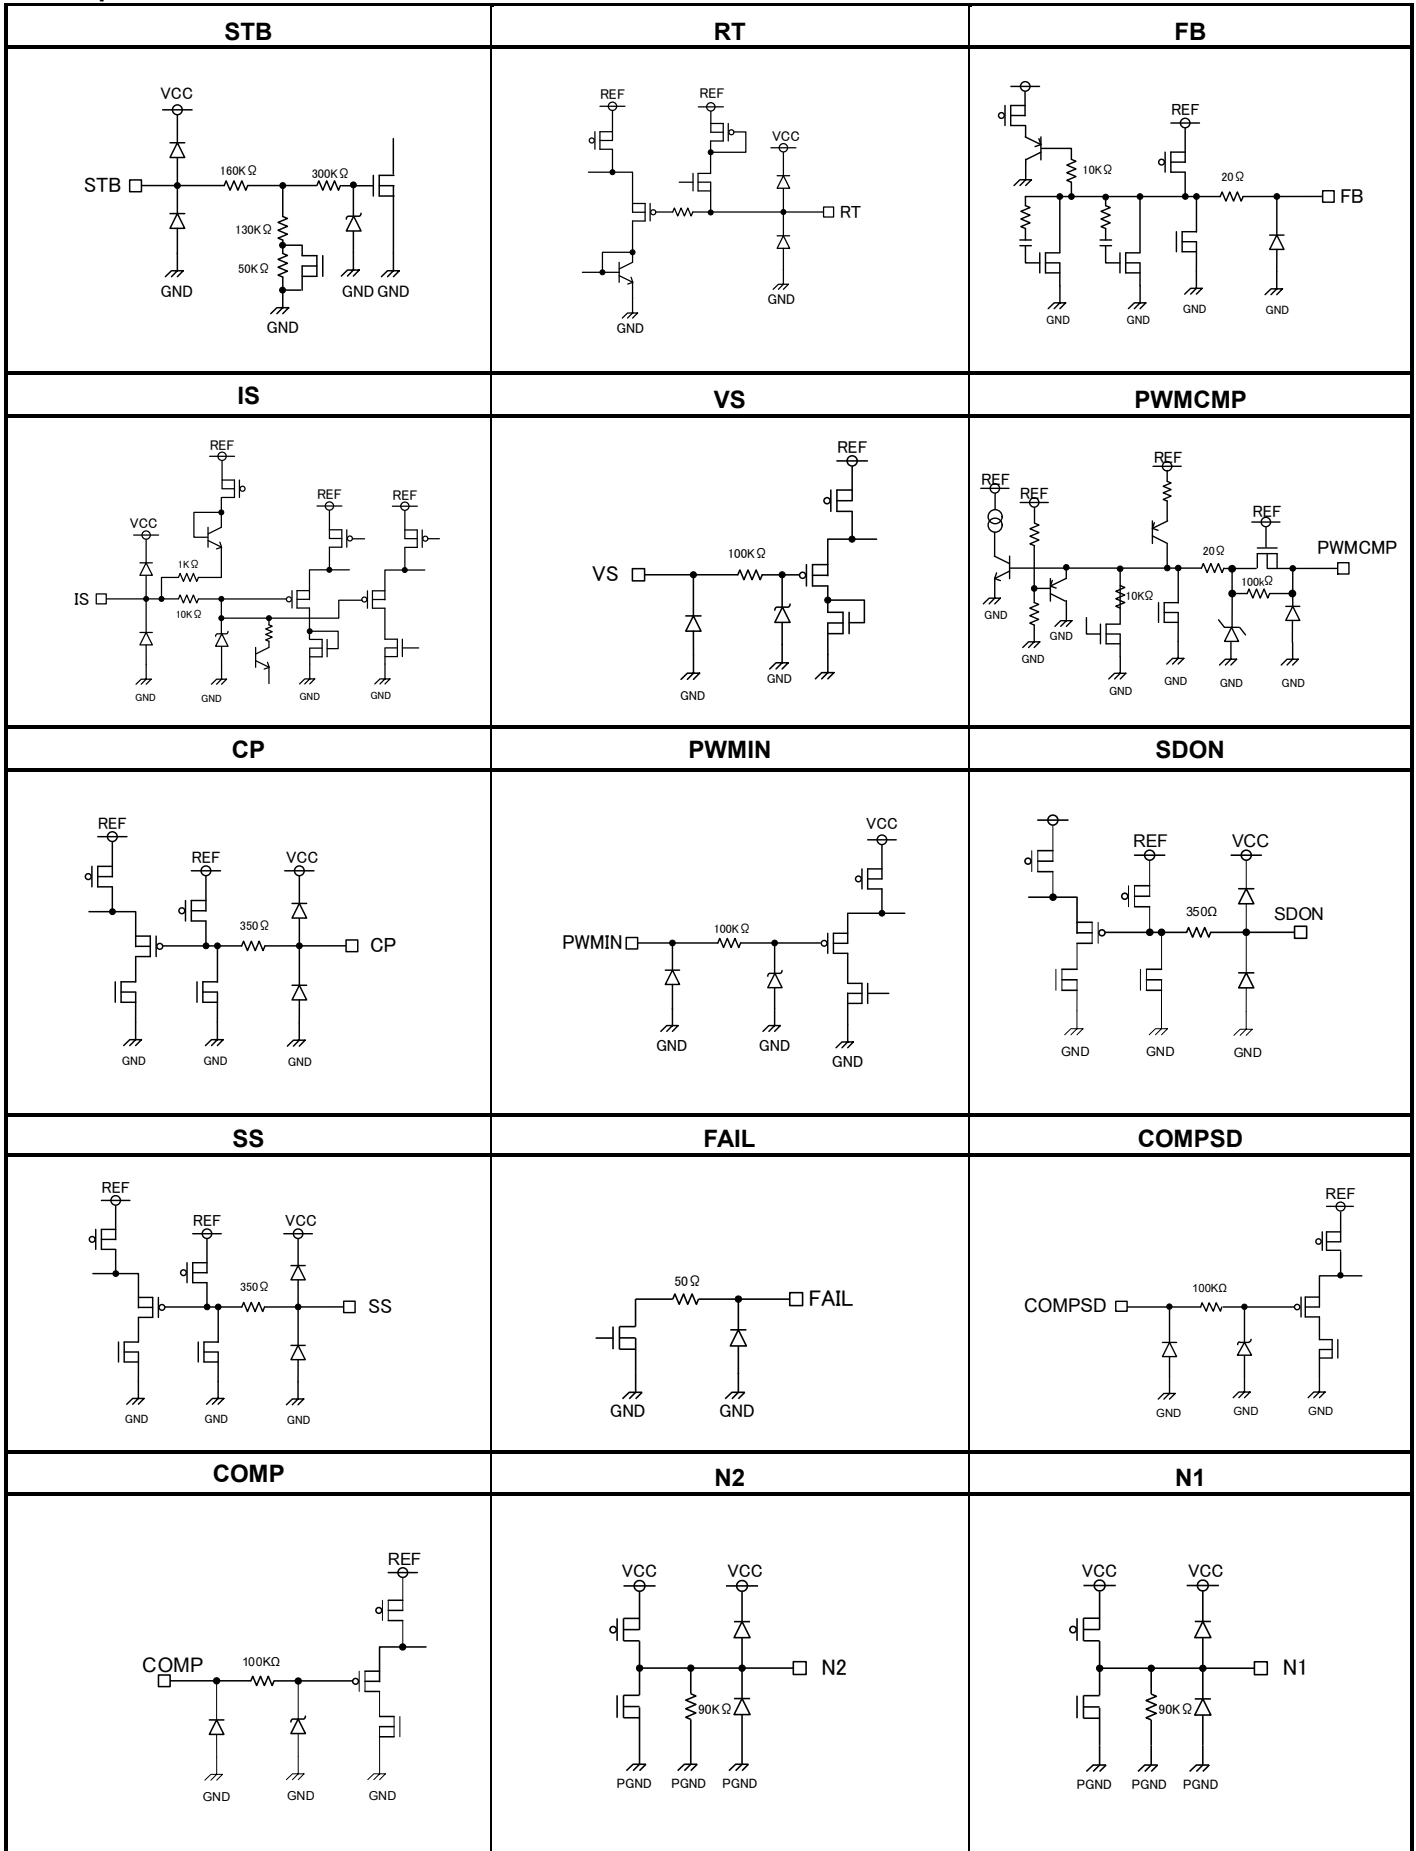 STB
RT
FB
VCC
STB
160KΩ
300KΩ
130KΩ
50KΩ
GND
GND
GND GND
REF
REF
VCC
RT
GND
GND
REF
10KΩ
20Ω
FB
GND
GND
GND
GND
IS
VS
PWMCMP
REF
REF
REF
VCC
1KΩ
IS
10KΩ
GND
GND
GND
GND
REF
100KΩ
VS
GND
GND
REF
REF
REF
REF
20Ω
PWMCMP
100kΩ
10KΩ
GND
GND
GND
GND
GND
GND
GND
CP
PWMIN
SDON
REF
REF
VCC
350Ω
CP
GND
GND
GND
VCC
100KΩ
PWMIN
GND
GND
GND
REF
VCC
350Ω
SDON
GND
GND
GND
SS
FAIL
COMPSD
REF
REF
VCC
350Ω
SS
GND
GND
GND
50Ω
FAIL
GND
GND
REF
100KΩ
COMPSD
GND
GND
GND
COMP
N2
N1
REF
COMP
100KΩ
GND
GND
GND
VCC
VCC
N2
90KΩ
PGND
PGND
PGND
VCC
VCC
N1
90KΩ
PGND
PGND
PGND